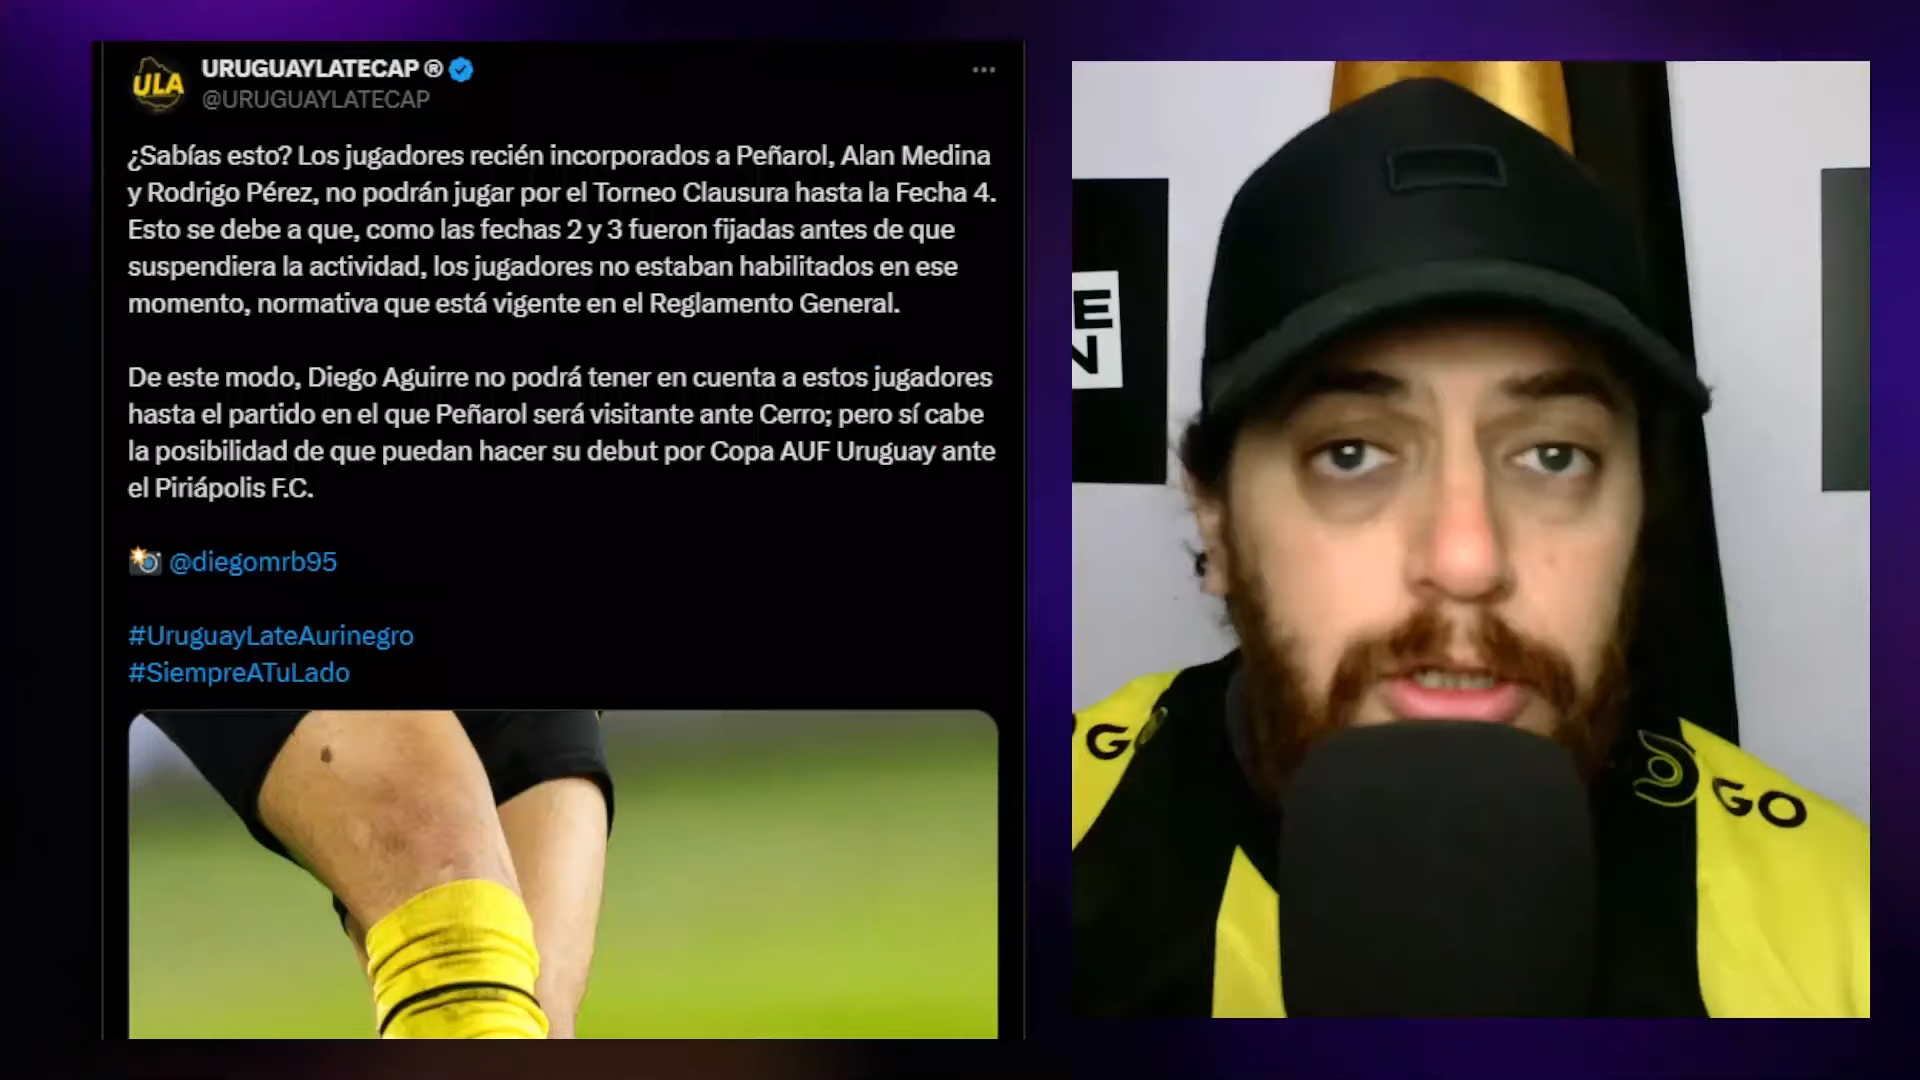 ULA
URUGUAYLATECAP ®
@URUGUAYLATECAP
¿Sabías esto? Los jugadores recién incorporados a Peñarol, Alan Medina
y Rodrigo Pérez, no podrán jugar por el Torneo Clausura hasta la Fecha 4.
Esto se debe a que, como las fechas 2 y 3 fueron fijadas antes de que
suspendiera la actividad, los jugadores no estaban habilitados en ese
momento, normativa que está vigente en el Reglamento General.
De este modo, Diego Aguirre no podrá tener en cuenta a estos jugadores
hasta el partido en el que Peñarol será visitante ante Cerro; pero sí cabe
la posibilidad de que puedan hacer su debut por Copa AUF Uruguay ante
el Piriápolis F.C.
@diegomrb95
#UruguayLateAurinegro
#SiempreATuLado
E
N
GO
GO